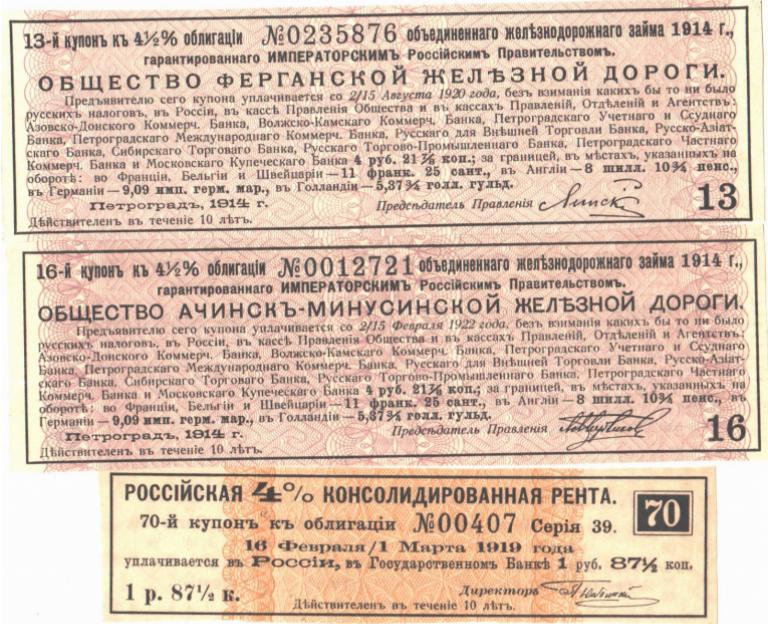 13-й купонъ къ 4½% облигаціи №0235876 объединеннаго желѣзнодорожнаго займа 1914 г.,
гарантированнаго ИМПЕРАТОРСКИМЪ Россійскимъ Правительствомъ.
ОБЩЕСТВО ФЕРГАНСКОЙ ЖЕЛѢЗНОЙ ДОРОГИ.
Предъявителю сего купона уплачивается со 2/15 Августа 1920 года, безъ взиманія какихъ бы то ни было
русскихъ налоговъ, въ Россіи, въ кассѣ Правленія Общества и въ кассахъ Правленій, Отдѣленій и Агентствъ:
Азовско-Донского Коммерч. Банка, Волжско-Камскаго Коммерч. Банка, Петроградскаго Учетнаго и Ссуднаго
Банка, Петроградскаго Международнаго Коммерч. Банка, Русскаго для Внѣшней Торговли Банка, Русско-Азіат-
скаго Банка, Сибирскаго Торговаго Банка, Русскаго Торгово-Промышленнаго Банка, Петроградскаго Частнаго
Коммерч. Банка и Московскаго Купеческаго Банка 4 руб. 21⅞ коп.; за границей, въ мѣстахъ, указанныхъ на
оборотѣ: во Франціи, Бельгіи и Швейцаріи—11 франк. 25 сант., въ Англіи—8 шилл. 10¾ пенс.,
въ Германіи—9,09 имп. герм. мар., въ Голландіи—5,37¾ голл. гульд.
Петроградъ, 1914 г. Предсѣдатель Правленія 13
Дѣйствителенъ въ теченіе 10 лѣтъ.
16-й купонъ къ 4½% облигаціи №0012721 объединеннаго желѣзнодорожнаго займа 1914 г.,
гарантированнаго ИМПЕРАТОРСКИМЪ Россійскимъ Правительствомъ.
ОБЩЕСТВО АЧИНСКЪ-МИНУСИНСКОЙ ЖЕЛѢЗНОЙ ДОРОГИ.
Предъявителю сего купона уплачивается со 2/15 Февраля 1922 года, безъ взиманія какихъ бы то ни было
русскихъ налоговъ, въ Россіи, въ кассѣ Правленія Общества и въ кассахъ Правленій, Отдѣленій и Агентствъ:
Азовско-Донского Коммерч. Банка, Волжско-Камскаго Коммерч. Банка, Петроградскаго Учетнаго и Ссуднаго
Банка, Петроградскаго Международнаго Коммерч. Банка, Русскаго для Внѣшней Торговли Банка, Русско-Азіат-
скаго Банка, Сибирскаго Торговаго Банка, Русскаго Торгово-Промышленнаго Банка, Петроградскаго Частнаго
Коммерч. Банка и Московскаго Купеческаго Банка 4 руб. 21⅞ коп.; за границей, въ мѣстахъ, указанныхъ на
оборотѣ: во Франціи, Бельгіи и Швейцаріи—11 франк. 25 сант., въ Англіи—8 шилл. 10¾ пенс., въ
Германіи—9,09 имп. герм. мар., въ Голландіи—5,37¾ голл. гульд.
Петроградъ, 1914 г. Предсѣдатель Правленія 16
Дѣйствителенъ въ теченіе 10 лѣтъ.
РОССІЙСКАЯ 4% КОНСОЛИДИРОВАННАЯ РЕНТА.
70-й купонъ къ облигаціи №00407 Серія 39. 70
16 Февраля/1 Марта 1919 года
уплачивается въ Россіи, въ Государственномъ Банкѣ 1 руб. 87½ коп.
1 р. 87½ к. Директоръ
Дѣйствителенъ въ теченіе 10 лѣтъ.